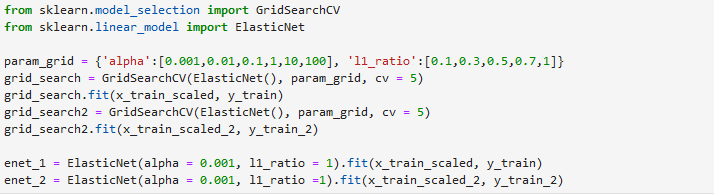 from sklearn.model_selection import GridSearchCV
from sklearn.linear_model import ElasticNet
param_grid = {'alpha':[0.001,0.01,0.1,1,10,100], 'l1_ratio':[0.1,0.3,0.5,0.7,1]}
grid_search = GridSearchCV(ElasticNet(), param_grid, cv = 5)
grid_search.fit(x_train_scaled, y_train)
grid_search2 = GridSearchCV(ElasticNet(), param_grid, cv = 5)
grid_search2.fit(x_train_scaled_2, y_train_2)
enet_1 = ElasticNet(alpha = 0.001, l1_ratio = 1).fit(x_train_scaled, y_train)
enet_2 = ElasticNet(alpha = 0.001, l1_ratio =1).fit(x_train_scaled_2, y_train_2)